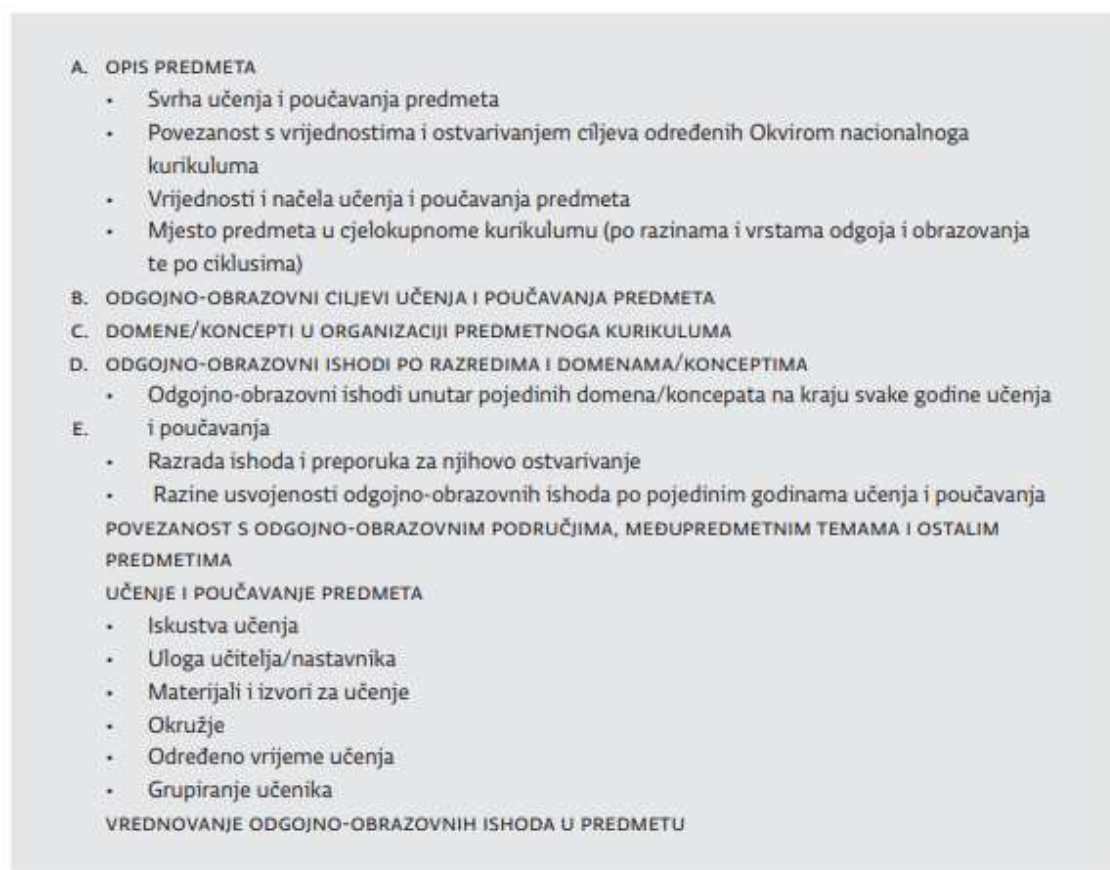 A. OPIS PREDMETA
• Svrha učenja i poučavanja predmeta
• Povezanost s vrijednostima i ostvarivanjem ciljeva određenih Okvirom nacionalnoga
kurikuluma
• Vrijednosti i načela učenja i poučavanja predmeta
• Mjesto predmeta u cjelokupnome kurikulumu (po razinama i vrstama odgoja i obrazovanja
te po ciklusima)
B. ODGOJNO-OBRAZOVNI CILJEVI UČENJA I POUČAVANJA PREDMETA
C. DOMENE/KONCEPTI U ORGANIZACIJI PREDMETNOGA KURIKULUMA
D. ODGOJNO-OBRAZOVNI ISHODI PO RAZREDIMA I DOMENAMA/KONCEPTIMA
• Odgojno-obrazovni ishodi unutar pojedinih domena/koncepata na kraju svake godine učenja
E. i poučavanja
• Razrada ishoda i preporuka za njihovo ostvarivanje
• Razine usvojenosti odgojno-obrazovnih ishoda po pojedinim godinama učenja i poučavanja
POVEZANOST S ODGOJNO-OBRAZOVNIM PODRUČJIMA, MEĐUPREDMETNIM TEMAMA I OSTALIM
PREDMETIMA
UČENJE I POUČAVANJE PREDMETA
• Iskustva učenja
• Uloga učitelja/nastavnika
• Materijali i izvori za učenje
• Okružje
• Određeno vrijeme učenja
• Grupiranje učenika
VREDNOVANJE ODGOJNO-OBRAZOVNIH ISHODA U PREDMETU